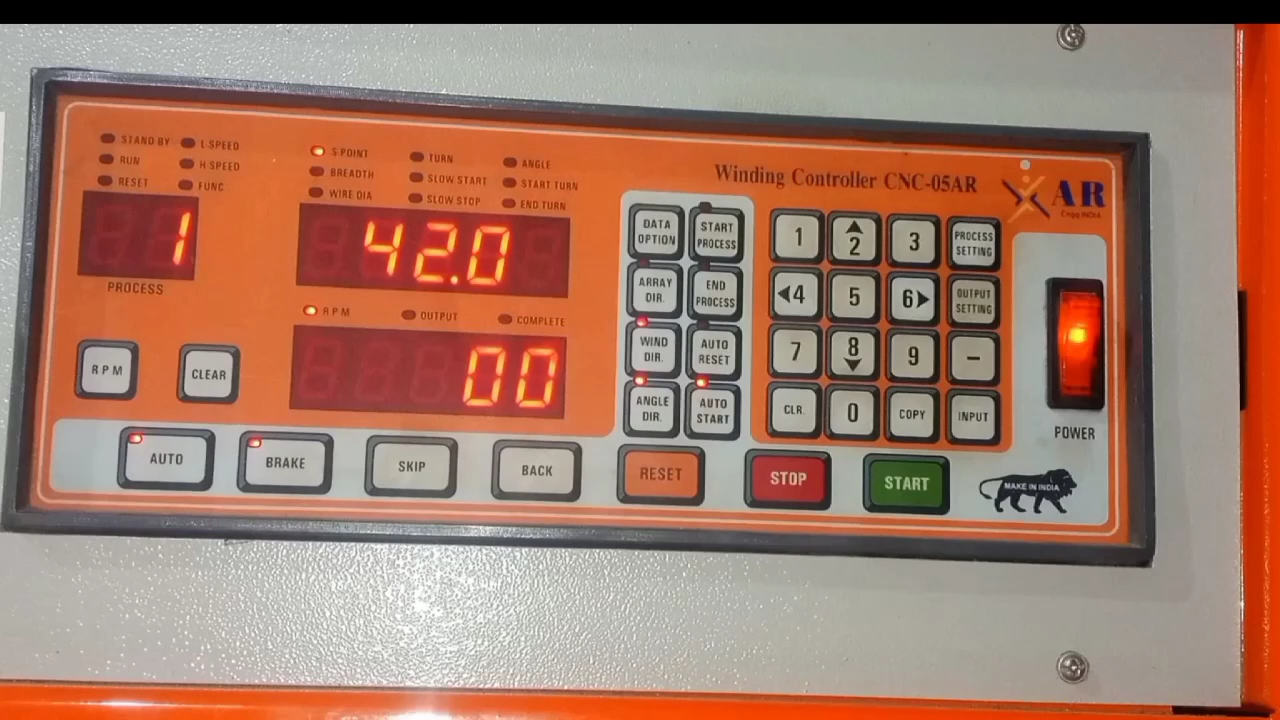 STAND BY L-SPEED
RUN H-SPEED
RESET FUNC
1
PROCESS
S.POINT TURN ANGLE
BREADTH SLOW START START TURN
WIRE DIA SLOW STOP END TURN
42.0
RPM OUTPUT COMPLETE
00
RPM CLEAR
Winding Controller CNC-05AR
AR
Engg INDIA
DATA OPTION START PROCESS
ARRAY DIR. END PROCESS
WIND DIR. AUTO RESET
ANGLE DIR. AUTO START
1 2 3 PROCESS SETTING
4 5 6 OUTPUT SETTING
7 8 9 -
CLR. 0 COPY INPUT
POWER
AUTO BRAKE SKIP BACK RESET STOP START
MAKE IN INDIA